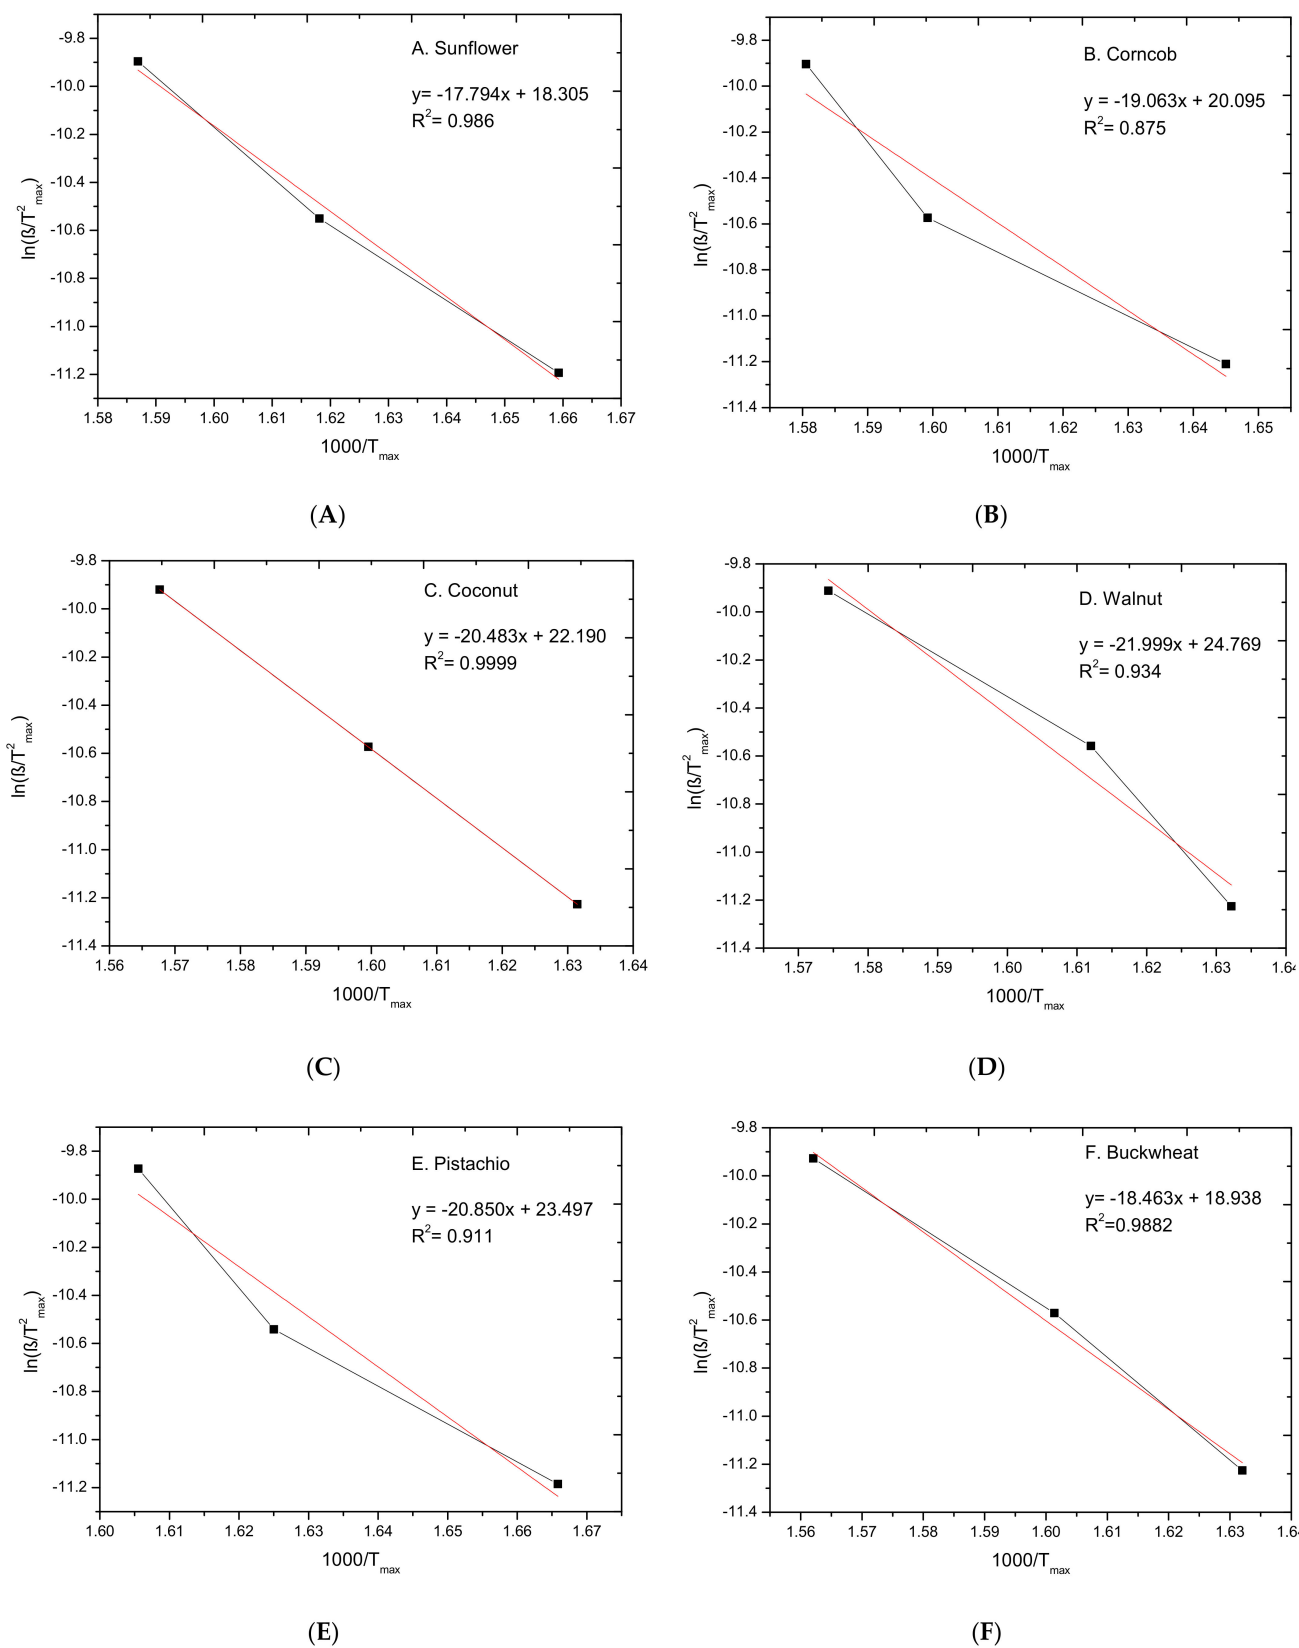 A. Sunflower
y= -17.794x + 18.305
R²= 0.986
-9.8
-10.0
-10.2
-10.4
-10.6
-10.8
-11.0
-11.2
ln(ß/T²max)
1.58 1.59 1.60 1.61 1.62 1.63 1.64 1.65 1.66 1.67
1000/Tmax
(A)
B. Corncob
y = -19.063x + 20.095
R²= 0.875
-9.8
-10.0
-10.2
-10.4
-10.6
-10.8
-11.0
-11.2
-11.4
ln(ß/T²max)
1.58 1.59 1.60 1.61 1.62 1.63 1.64 1.65
1000/Tmax
(B)
C. Coconut
y = -20.483x + 22.190
R²= 0.9999
-9.8
-10.0
-10.2
-10.4
-10.6
-10.8
-11.0
-11.2
-11.4
ln(ß/T²max)
1.56 1.57 1.58 1.59 1.60 1.61 1.62 1.63 1.64
1000/Tmax
(C)
D. Walnut
y = -21.999x + 24.769
R²= 0.934
-9.8
-10.0
-10.2
-10.4
-10.6
-10.8
-11.0
-11.2
-11.4
ln(ß/T²max)
1.57 1.58 1.59 1.60 1.61 1.62 1.63 1.64
1000/Tmax
(D)
E. Pistachio
y = -20.850x + 23.497
R²= 0.911
-9.8
-10.0
-10.2
-10.4
-10.6
-10.8
-11.0
-11.2
ln(ß/T²max)
1.60 1.61 1.62 1.63 1.64 1.65 1.66 1.67
1000/Tmax
(E)
F. Buckwheat
y= -18.463x + 18.938
R²=0.9882
-9.8
-10.0
-10.2
-10.4
-10.6
-10.8
-11.0
-11.2
-11.4
ln(ß/T²max)
1.56 1.57 1.58 1.59 1.60 1.61 1.62 1.63
1000/Tmax
(F)